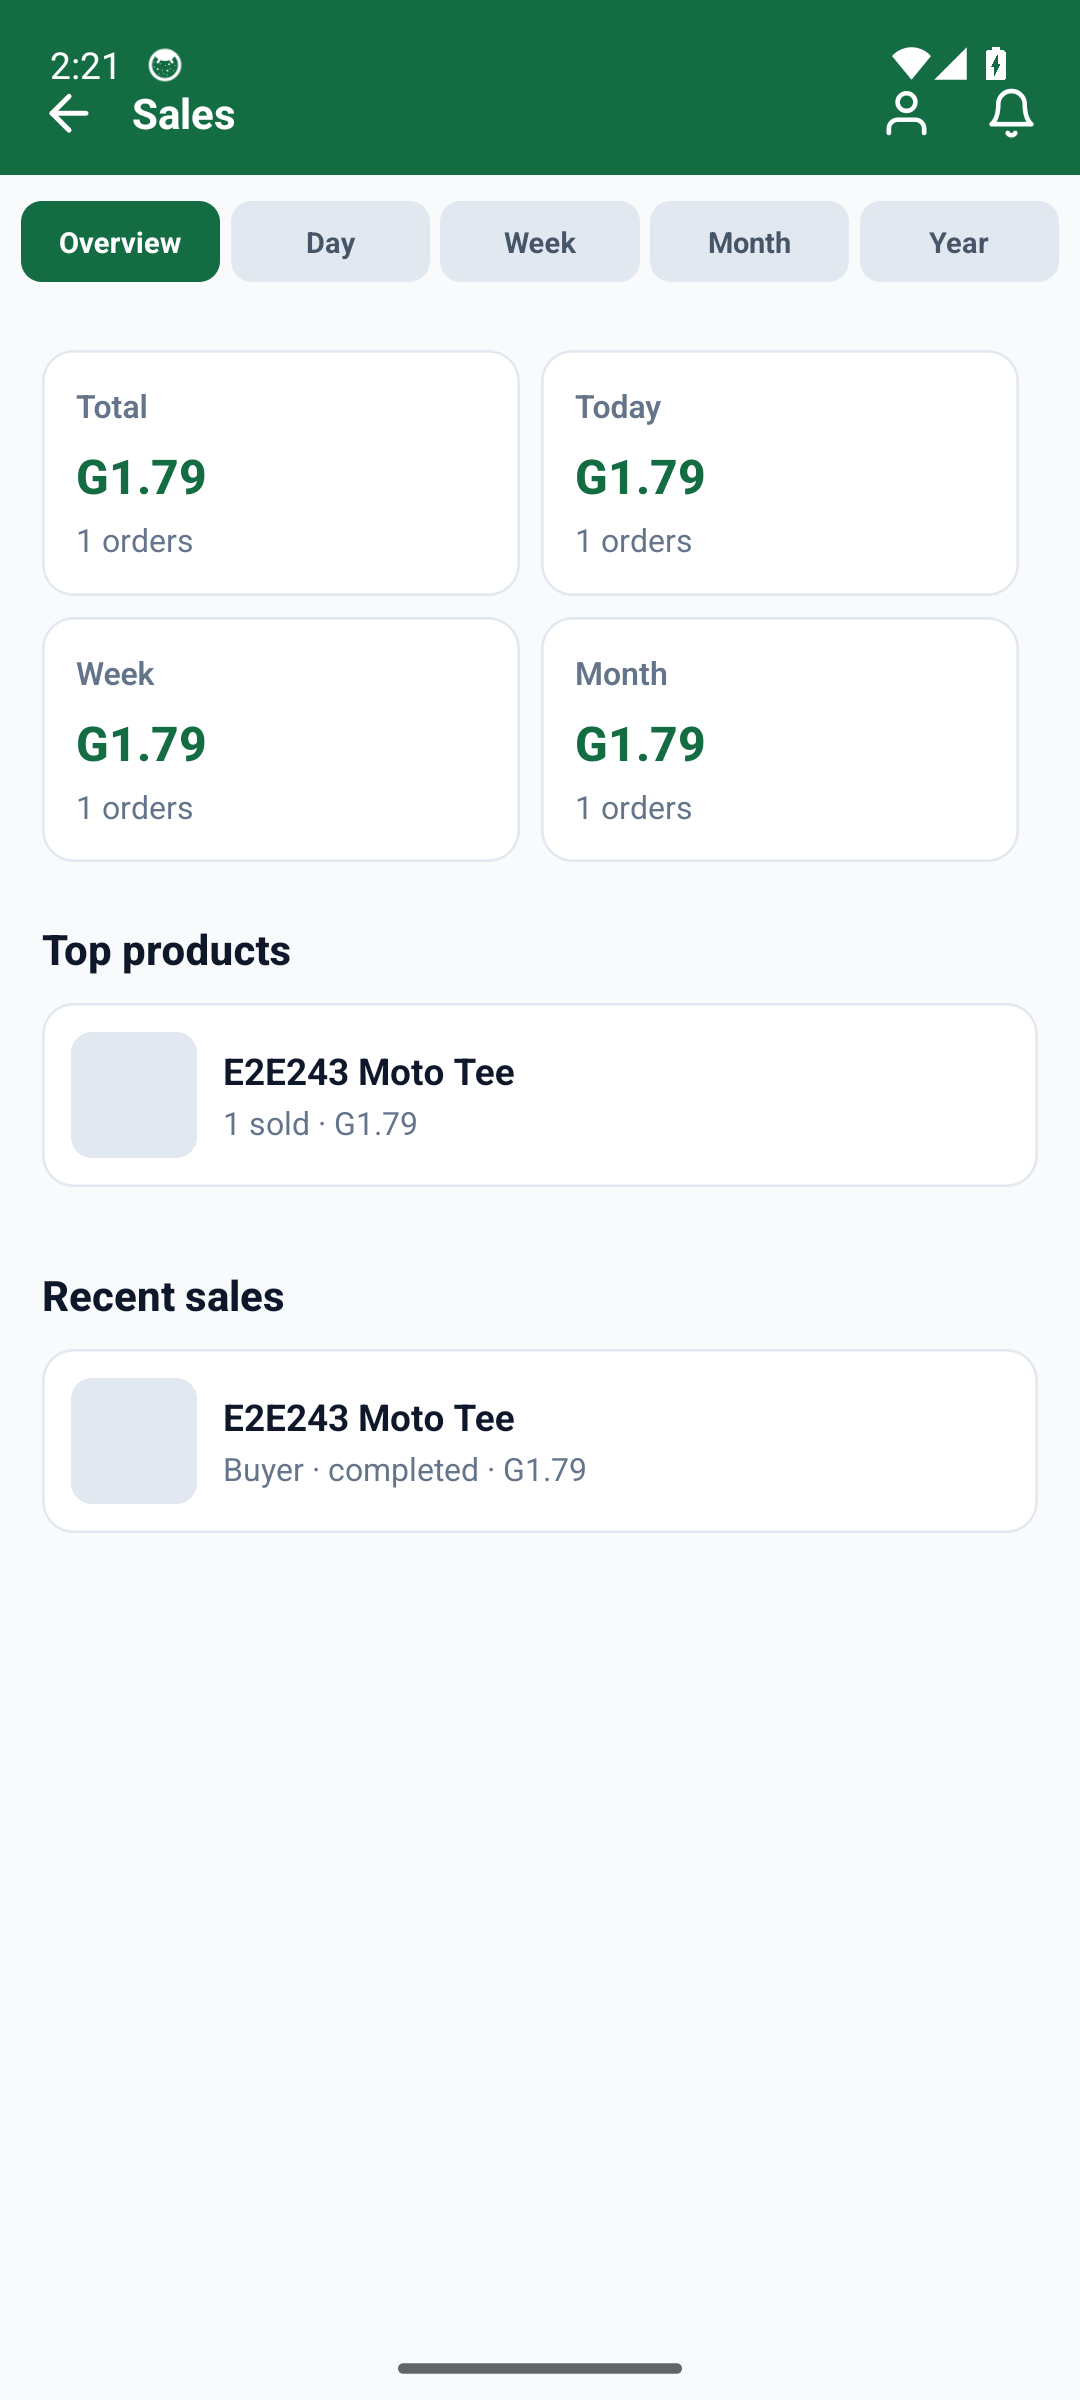 2:21
Sales
Overview Day Week Month Year
Total
G1.79
1 orders
Today
G1.79
1 orders
Week
G1.79
1 orders
Month
G1.79
1 orders
Top products
E2E243 Moto Tee
1 sold · G1.79
Recent sales
E2E243 Moto Tee
Buyer · completed · G1.79